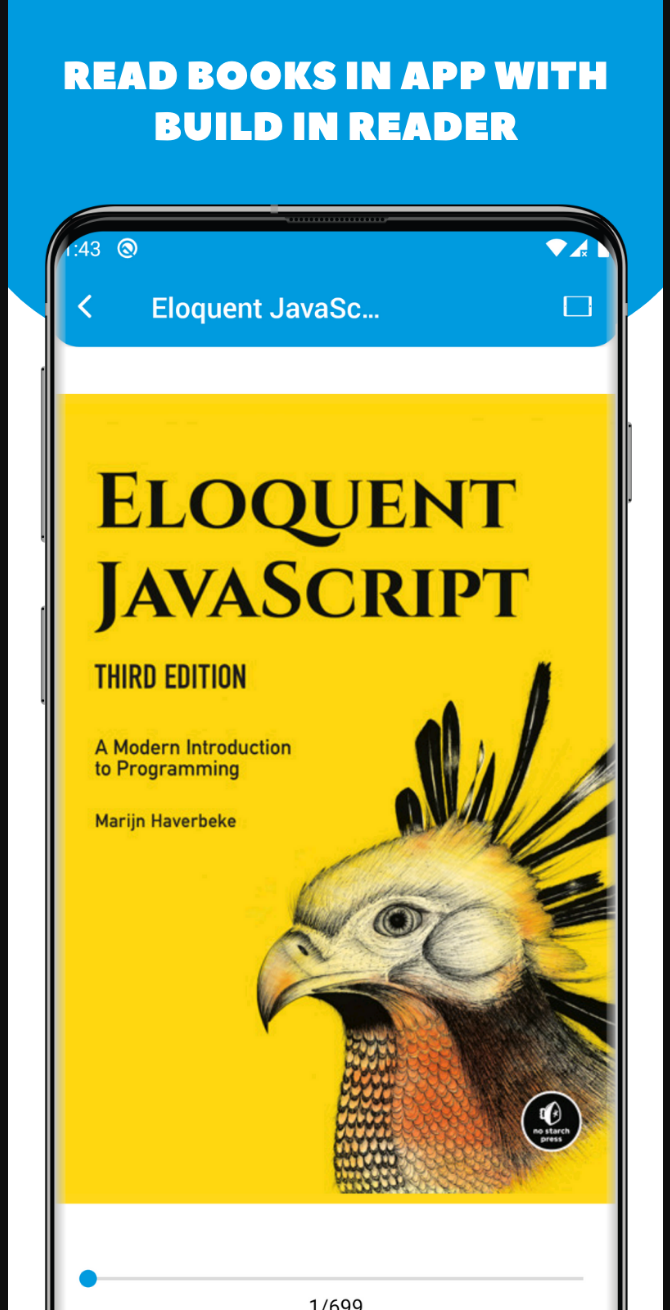 READ BOOKS IN APP WITH
BUILD IN READER
1:43
Eloquent JavaSc...
ELOQUENT
JAVASCRIPT
THIRD EDITION
A Modern Introduction
to Programming
Marijn Haverbeke
no starch
press
1/699